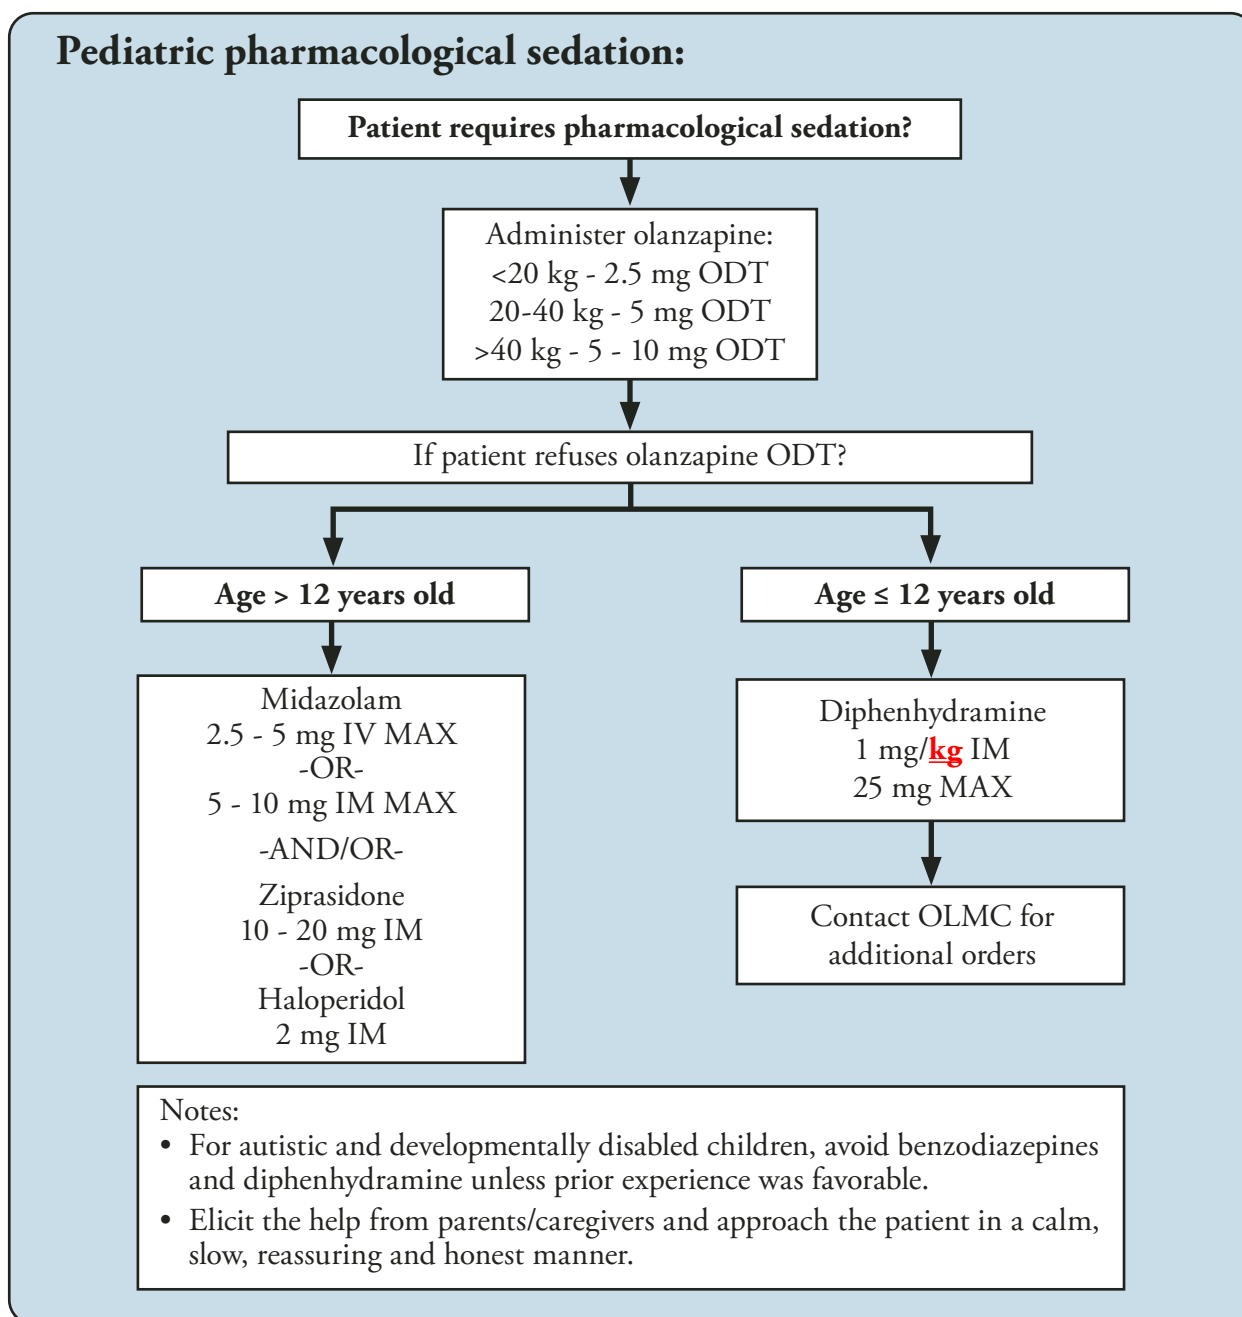 Pediatric pharmacological sedation:
Patient requires pharmacological sedation?
Administer olanzapine:
<20 kg - 2.5 mg ODT
20-40 kg - 5 mg ODT
>40 kg - 5 - 10 mg ODT
If patient refuses olanzapine ODT?
Age > 12 years old
Midazolam
2.5 - 5 mg IV MAX
-OR-
5 - 10 mg IM MAX
-AND/OR-
Ziprasidone
10 - 20 mg IM
-OR-
Haloperidol
2 mg IM
Age ≤ 12 years old
Diphenhydramine
1 mg/kg IM
25 mg MAX
Contact OLMC for
additional orders
Notes:
• For autistic and developmentally disabled children, avoid benzodiazepines
and diphenhydramine unless prior experience was favorable.
• Elicit the help from parents/caregivers and approach the patient in a calm,
slow, reassuring and honest manner.